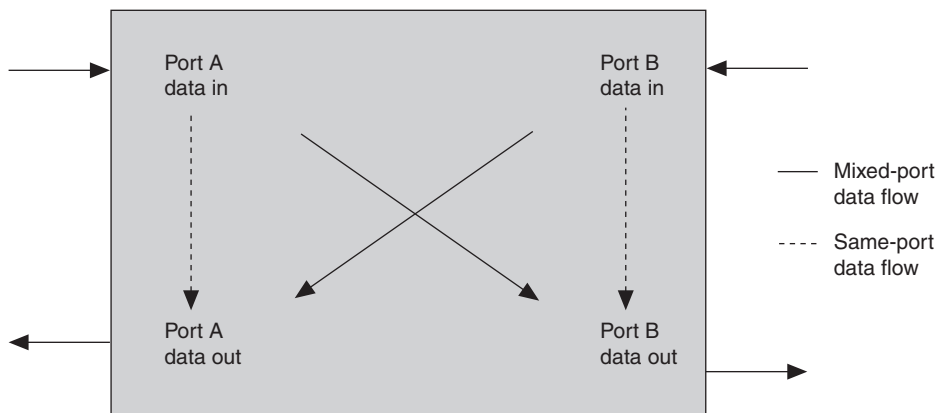 Port A
data in
Port B
data in
Mixed-port
data flow
Same-port
data flow
Port A
data out
Port B
data out